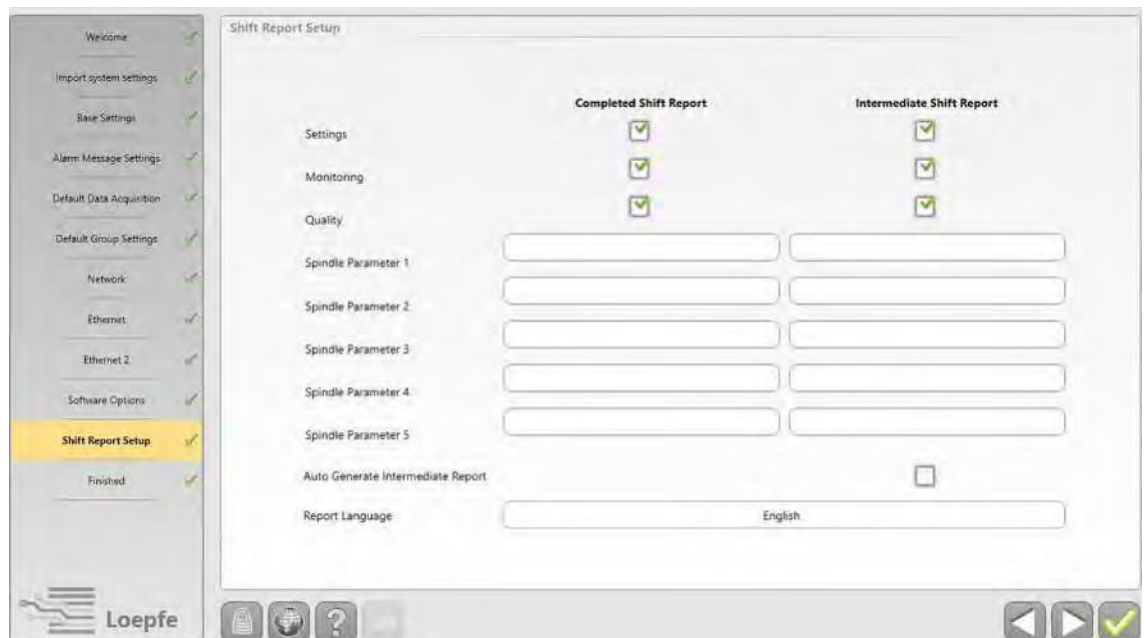 Welcome
Import system settings
Base Settings
Alarm Message Settings
Default Data Acquisition
Default Group Settings
Network
Ethernet
Ethernet 2
Software Options
Shift Report Setup
Finished
Loepfe
Shift Report Setup
Completed Shift Report Intermediate Shift Report
Settings
Monitoring
Quality
Spindle Parameter 1
Spindle Parameter 2
Spindle Parameter 3
Spindle Parameter 4
Spindle Parameter 5
Auto Generate Intermediate Report
Report Language English
?